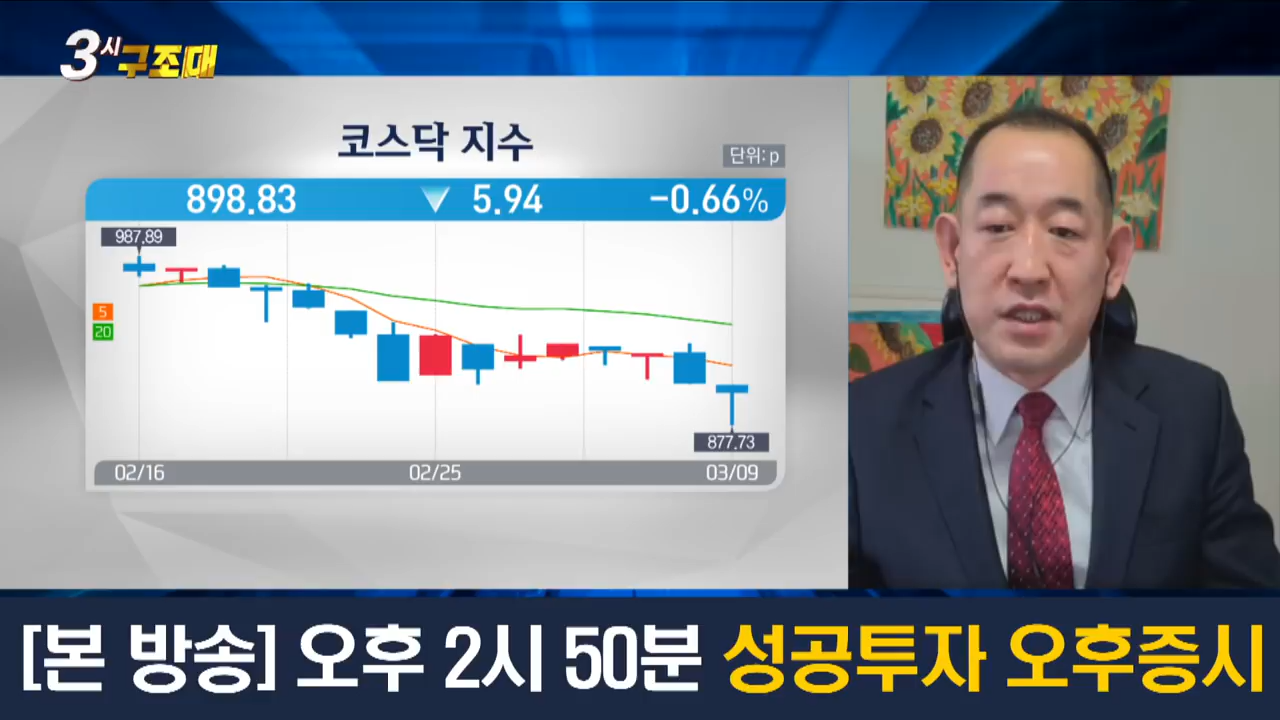 3시구조대
코스닥 지수
단위:p
898.83 ▼ 5.94 -0.66%
987.89
5
20
877.73
02/16 02/25 03/09
[본 방송] 오후 2시 50분 성공투자 오후증시